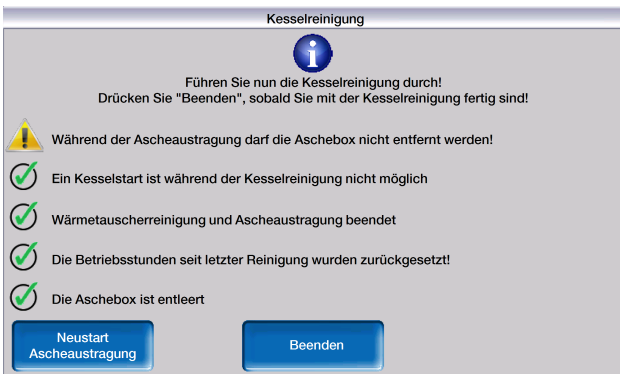 Kesselreinigung
Führen Sie nun die Kesselreinigung durch!
Drücken Sie "Beenden", sobald Sie mit der Kesselreinigung fertig sind!
Während der Ascheaustragung darf die Aschebox nicht entfernt werden!
Ein Kesselstart ist während der Kesselreinigung nicht möglich
Wärmetauscherreinigung und Ascheaustragung beendet
Die Betriebsstunden seit letzter Reinigung wurden zurückgesetzt!
Die Aschebox ist entleert
Neustart
Ascheaustragung
Beenden